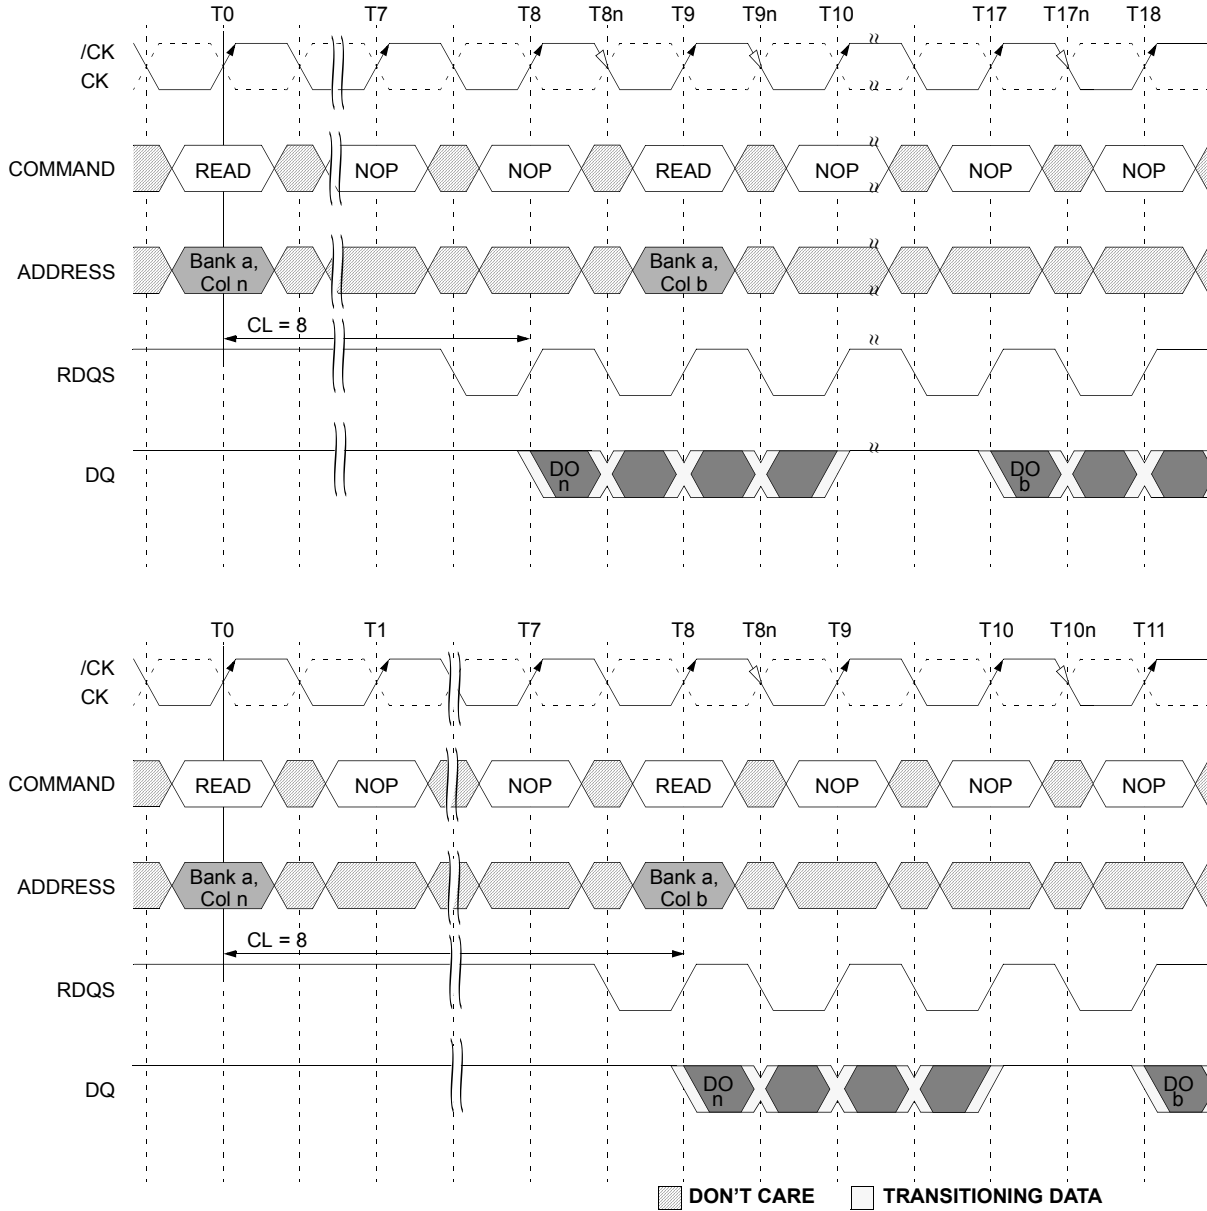 T0 T7 T8 T8n T9 T9n T10 T17 T17n T18
/CK
CK
COMMAND READ NOP NOP READ NOP NOP NOP
ADDRESS Bank a, Col n Bank a, Col b
CL = 8
RDQS
DQ DO n DO b
T0 T1 T7 T8 T8n T9 T10 T10n T11
/CK
CK
COMMAND READ NOP NOP READ NOP NOP NOP
ADDRESS Bank a, Col n Bank a, Col b
CL = 8
RDQS
DQ DO n DO b
DON'T CARE TRANSITIONING DATA